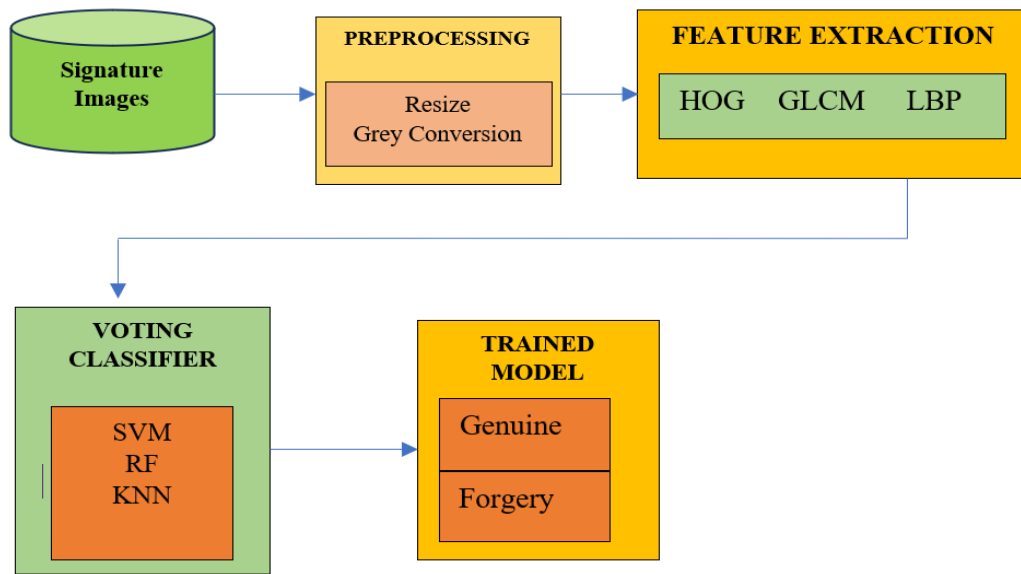 Signature
Images
PREPROCESSING
Resize
Grey Conversion
FEATURE EXTRACTION
HOG GLCM LBP
VOTING
CLASSIFIER
SVM
RF
KNN
TRAINED
MODEL
Genuine
Forgery